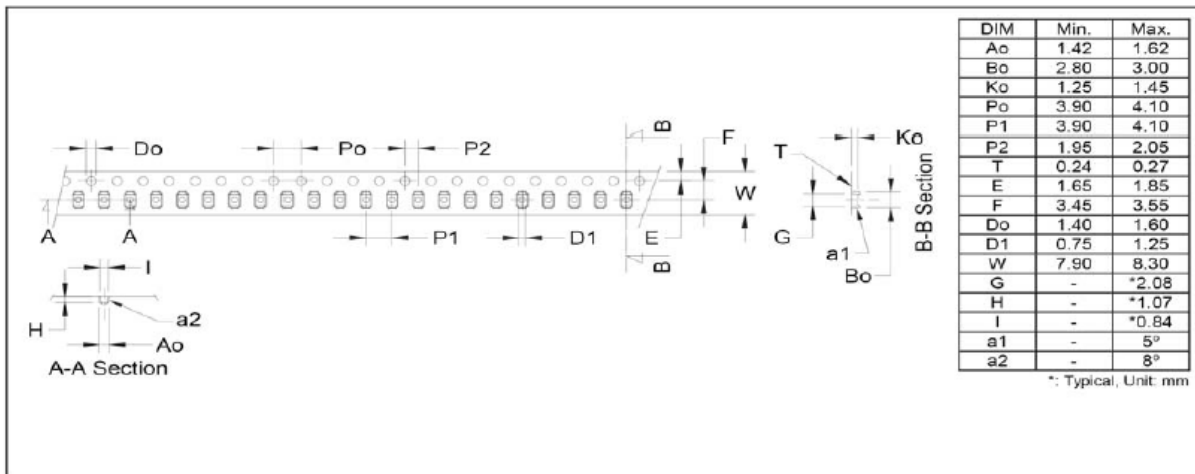 Do
Po
P2
B
F
W
A
A
P1
D1
E
B
I
H
a2
Ao
A-A Section
T
Ko
G
a1
Bo
B-B Section
DIM Min. Max.
Ao 1.42 1.62
Bo 2.80 3.00
Ko 1.25 1.45
Po 3.90 4.10
P1 3.90 4.10
P2 1.95 2.05
T 0.24 0.27
E 1.65 1.85
F 3.45 3.55
Do 1.40 1.60
D1 0.75 1.25
W 7.90 8.30
G - *2.08
H - *1.07
I - *0.84
a1 - 5º
a2 - 8º
*: Typical, Unit: mm